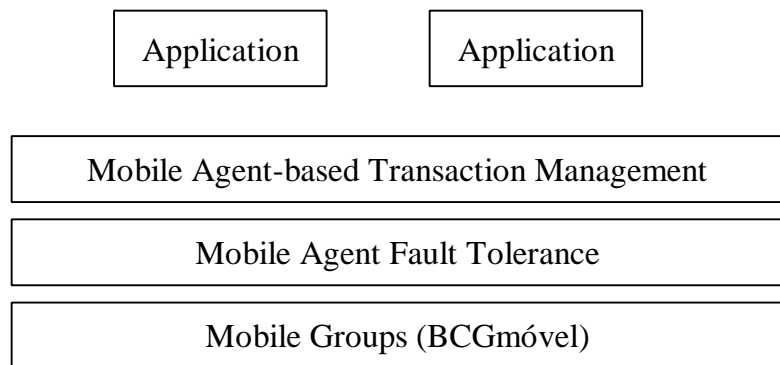 Application Application
Mobile Agent-based Transaction Management
Mobile Agent Fault Tolerance
Mobile Groups (BCGmóvel)